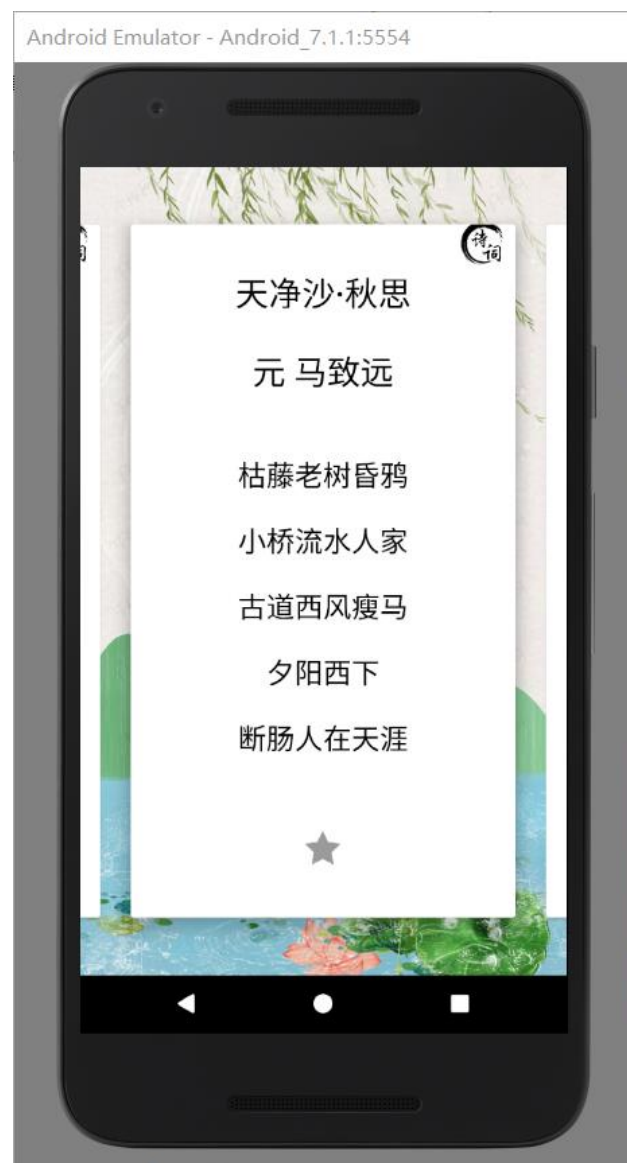 Android Emulator - Android_7.1.1:5554
诗词
天净沙·秋思
元 马致远
枯藤老树昏鸦
小桥流水人家
古道西风瘦马
夕阳西下
断肠人在天涯